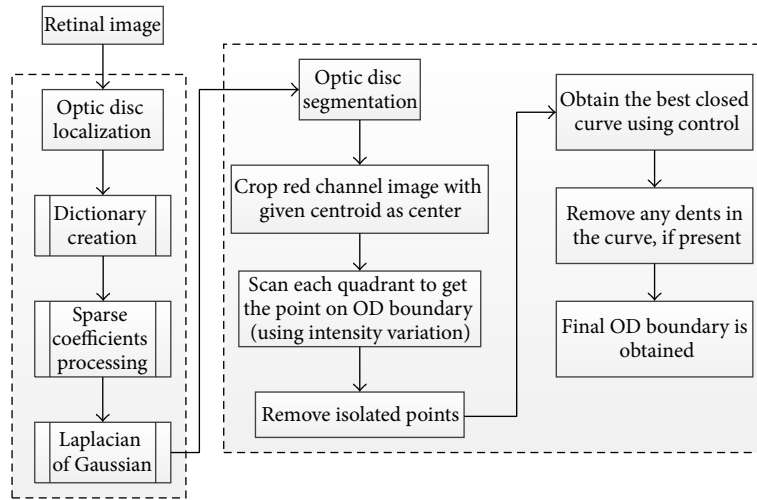 Retinal image
Optic disc
localization
Dictionary
creation
Sparse
coefficients
processing
Laplacian
of Gaussian
Optic disc
segmentation
Crop red channel image with
given centroid as center
Scan each quadrant to get
the point on OD boundary
(using intensity variation)
Remove isolated points
Obtain the best closed
curve using control
Remove any dents in
the curve, if present
Final OD boundary is
obtained